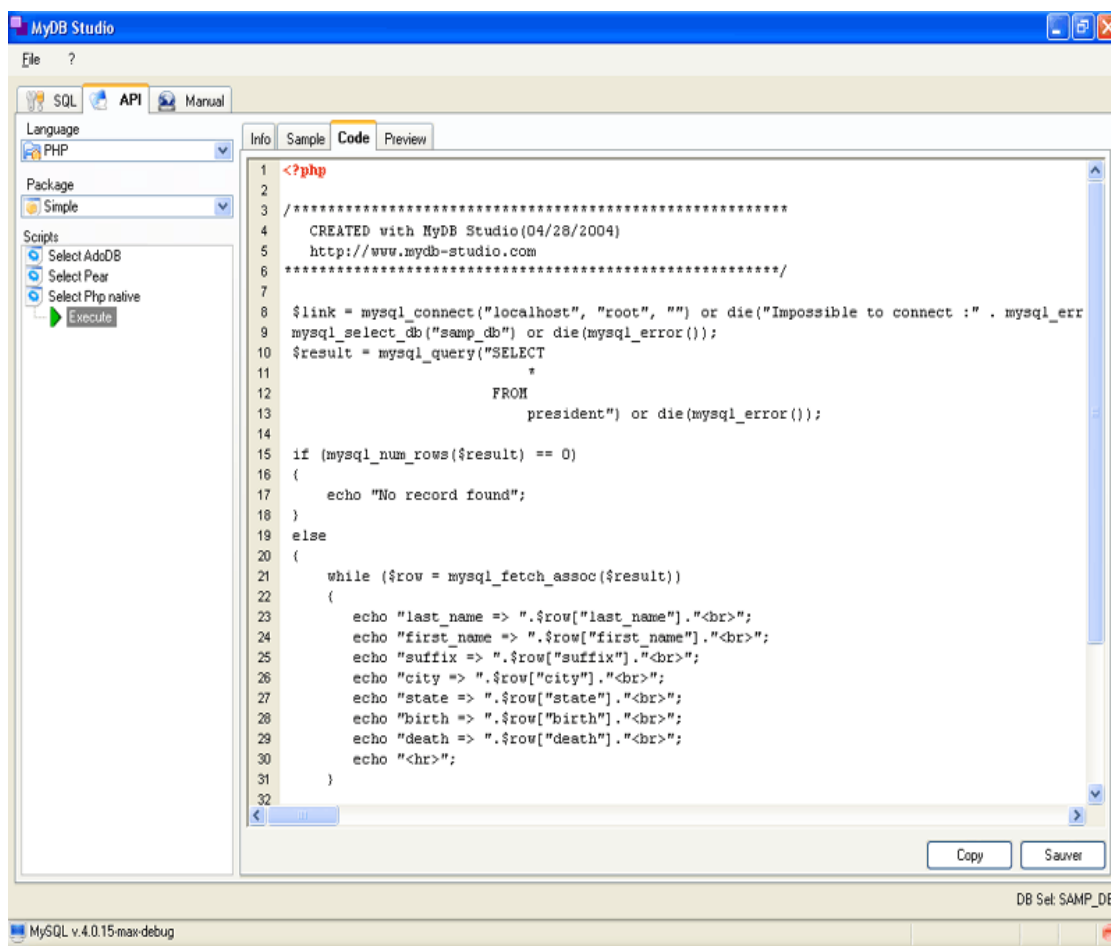 MyDB Studio
File ?
SQL API Manual
Language
PHP
Package
Simple
Scripts
Select AdoDB
Select Pear
Select Php native
Execute
Info Sample Code Preview
1 <?php
2
3 /*********************************************************
4 CREATED with MyDB Studio(04/28/2004)
5 http://www.mydb-studio.com
6 *********************************************************/
7
8 $link = mysql_connect("localhost", "root", "") or die("Impossible to connect :" . mysql_err
9 mysql_select_db("samp_db") or die(mysql_error());
10 $result = mysql_query("SELECT
11 *
12 FROM
13 president") or die(mysql_error());
14
15 if (mysql_num_rows($result) == 0)
16 {
17 echo "No record found";
18 }
19 else
20 {
21 while ($row = mysql_fetch_assoc($result))
22 {
23 echo "last_name => ".$row["last_name"]."<br>";
24 echo "first_name => ".$row["first_name"]."<br>";
25 echo "suffix => ".$row["suffix"]."<br>";
26 echo "city => ".$row["city"]."<br>";
27 echo "state => ".$row["state"]."<br>";
28 echo "birth => ".$row["birth"]."<br>";
29 echo "death => ".$row["death"]."<br>";
30 echo "<hr>";
31 }
32
Copy Sauver
DB Sel: SAMP_DB
MySQL v.4.0.15-max-debug